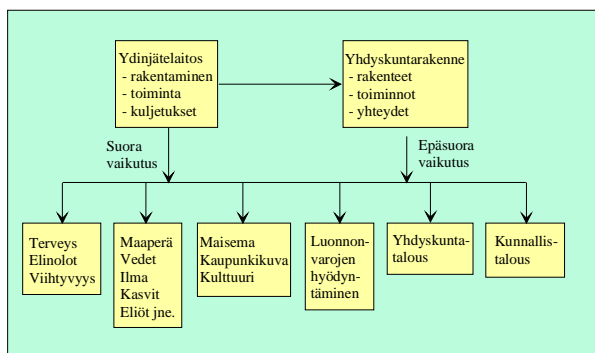 Ydinjätelaitos
- rakentaminen
- toiminta
- kuljetukset
Yhdyskuntarakenne
- rakenteet
- toiminnot
- yhteydet
Suora
vaikutus
Epäsuora
vaikutus
Terveys
Elinolot
Viihtyvyys
Maaperä
Vedet
Ilma
Kasvit
Eliöt jne.
Maisema
Kaupunkikuva
Kulttuuri
Luonnon-
varojen
hyödyn-
täminen
Yhdyskunta-
talous
Kunnallis-
talous